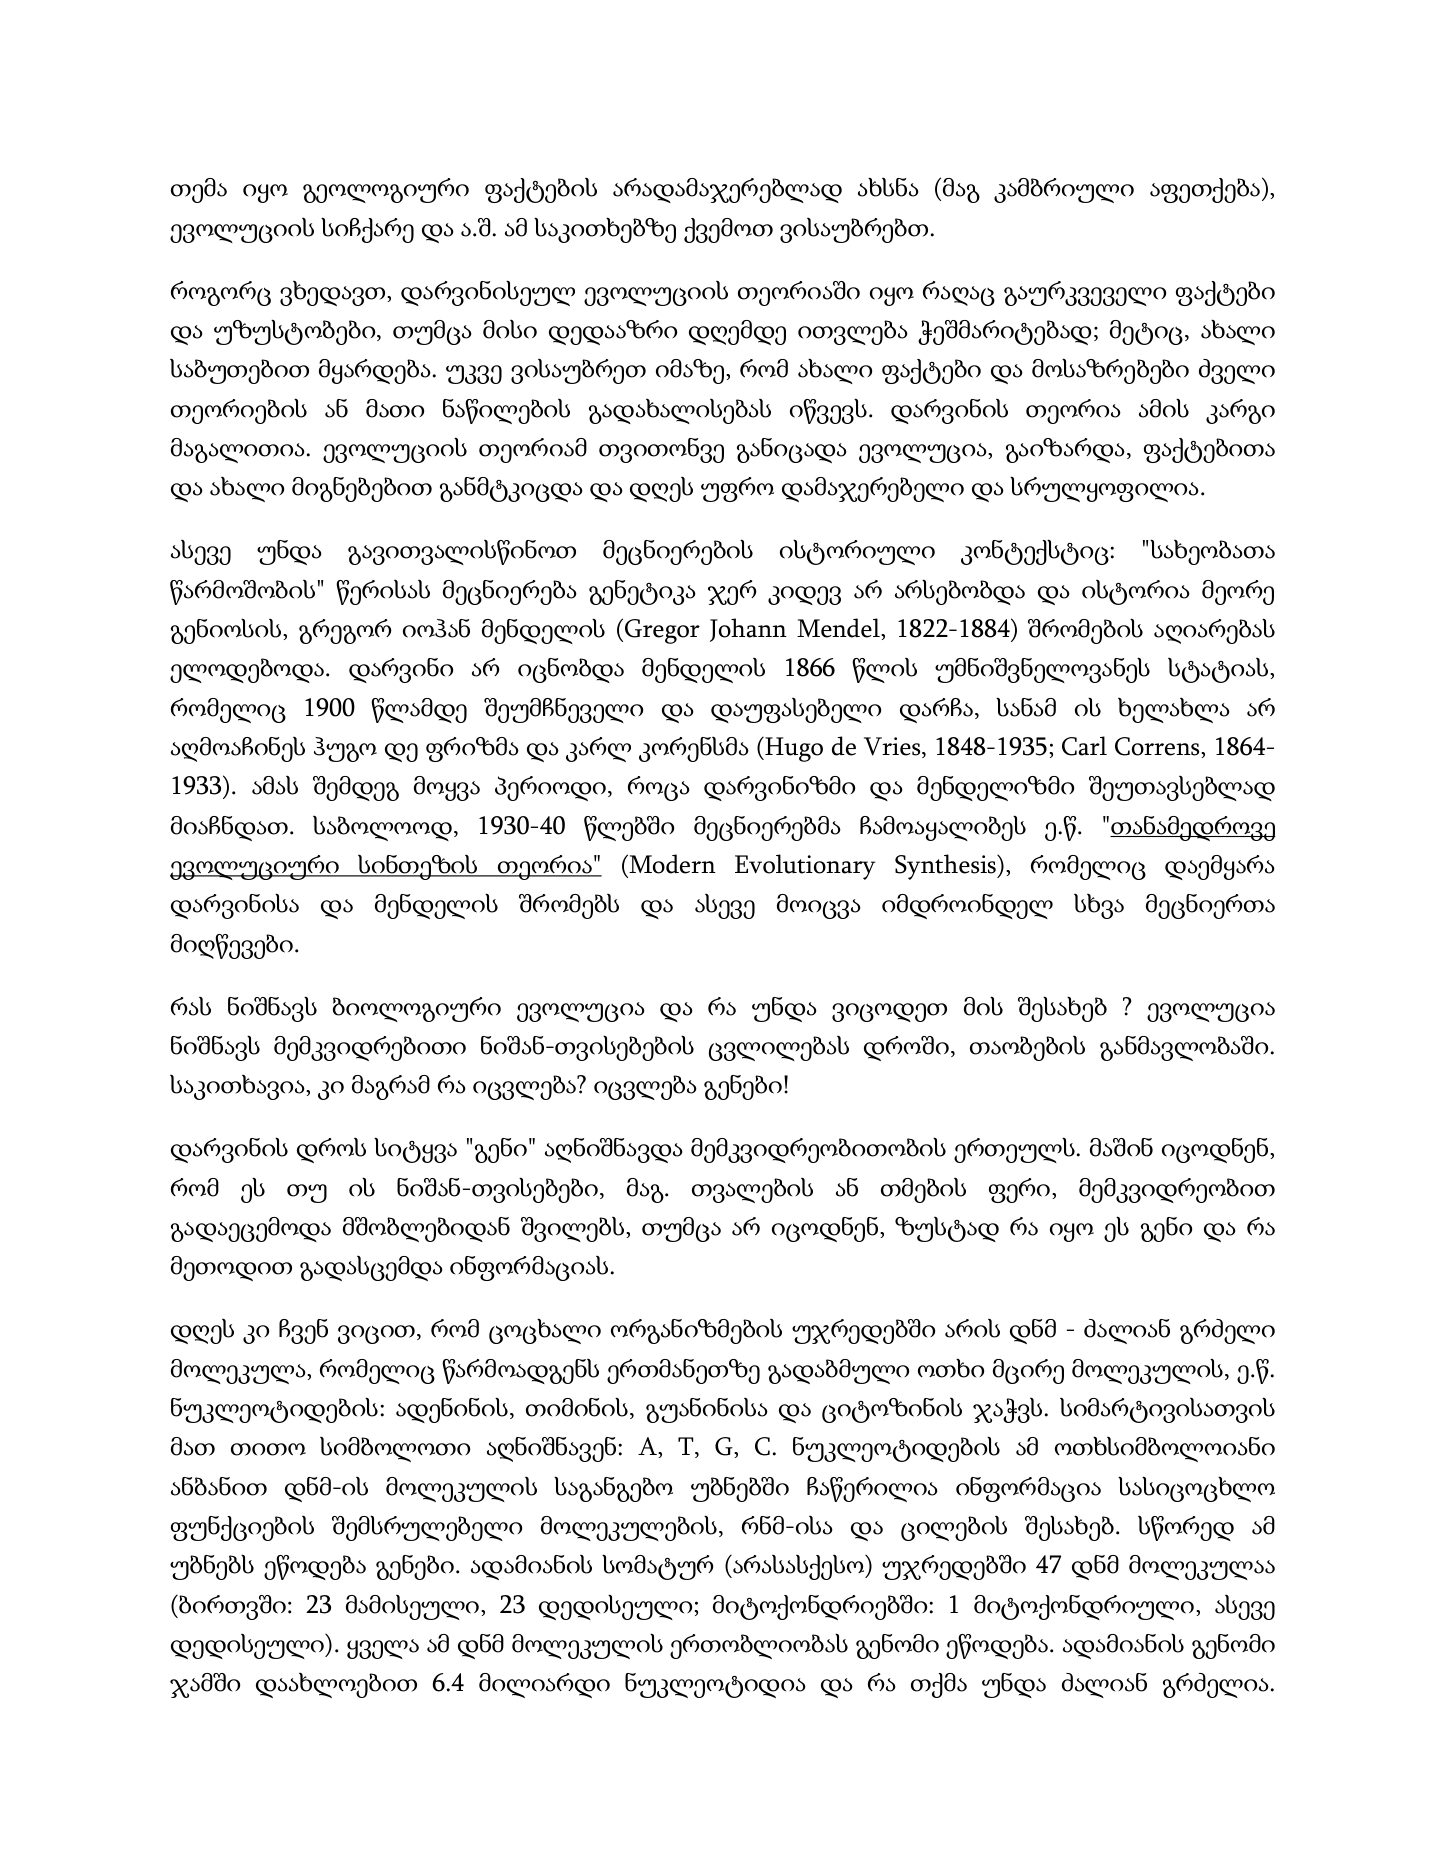 თემა იყო გეოლოგიური ფაქტების არადამაჯერებლად ახსნა (მაგ კამბრიული აფეთქება),
ევოლუციის სიჩქარე და ა.შ. ამ საკითხებზე ქვემოთ ვისაუბრებთ.
როგორც ვხედავთ, დარვინისეულ ევოლუციის თეორიაში იყო რაღაც გაურკვეველი ფაქტები
და უზუსტობები, თუმცა მისი დედააზრი დღემდე ითვლება ჭეშმარიტებად; მეტიც, ახალი
საბუთებით მყარდება. უკვე ვისაუბრეთ იმაზე, რომ ახალი ფაქტები და მოსაზრებები ძველი
თეორიების ან მათი ნაწილების გადახალისებას იწვევს. დარვინის თეორია ამის კარგი
მაგალითია. ევოლუციის თეორიამ თვითონვე განიცადა ევოლუცია, გაიზარდა, ფაქტებითა
და ახალი მიგნებებით განმტკიცდა და დღეს უფრო დამაჯერებელი და სრულყოფილია.
ასევე უნდა გავითვალისწინოთ მეცნიერების ისტორიული კონტექსტიც: "სახეობათა
წარმოშობის" წერისას მეცნიერება გენეტიკა ჯერ კიდევ არ არსებობდა და ისტორია მეორე
გენიოსის, გრეგორ იოჰან მენდელის (Gregor Johann Mendel, 1822-1884) შრომების აღიარებას
ელოდებოდა. დარვინი არ იცნობდა მენდელის 1866 წლის უმნიშვნელოვანეს სტატიას,
რომელიც 1900 წლამდე შეუმჩნეველი და დაუფასებელი დარჩა, სანამ ის ხელახლა არ
აღმოაჩინეს ჰუგო დე ფრიზმა და კარლ კორენსმა (Hugo de Vries, 1848-1935; Carl Correns, 1864-
1933). ამას შემდეგ მოყვა პერიოდი, როცა დარვინიზმი და მენდელიზმი შეუთავსებლად
მიაჩნდათ. საბოლოოდ, 1930-40 წლებში მეცნიერებმა ჩამოაყალიბეს ე.წ. "თანამედროვე
ევოლუციური სინთეზის თეორია" (Modern Evolutionary Synthesis), რომელიც დაემყარა
დარვინისა და მენდელის შრომებს და ასევე მოიცვა იმდროინდელ სხვა მეცნიერთა
მიღწევები.
რას ნიშნავს ბიოლოგიური ევოლუცია და რა უნდა ვიცოდეთ მის შესახებ ? ევოლუცია
ნიშნავს მემკვიდრებითი ნიშან-თვისებების ცვლილებას დროში, თაობების განმავლობაში.
საკითხავია, კი მაგრამ რა იცვლება? იცვლება გენები!
დარვინის დროს სიტყვა "გენი" აღნიშნავდა მემკვიდრეობითობის ერთეულს. მაშინ იცოდნენ,
რომ ეს თუ ის ნიშან-თვისებები, მაგ. თვალების ან თმების ფერი, მემკვიდრეობით
გადაეცემოდა მშობლებიდან შვილებს, თუმცა არ იცოდნენ, ზუსტად რა იყო ეს გენი და რა
მეთოდით გადასცემდა ინფორმაციას.
დღეს კი ჩვენ ვიცით, რომ ცოცხალი ორგანიზმების უჯრედებში არის დნმ - ძალიან გრძელი
მოლეკულა, რომელიც წარმოადგენს ერთმანეთზე გადაბმული ოთხი მცირე მოლეკულის, ე.წ.
ნუკლეოტიდების: ადენინის, თიმინის, გუანინისა და ციტოზინის ჯაჭვს. სიმარტივისათვის
მათ თითო სიმბოლოთი აღნიშნავენ: A, T, G, C. ნუკლეოტიდების ამ ოთხსიმბოლოიანი
ანბანით დნმ-ის მოლეკულის საგანგებო უბნებში ჩაწერილია ინფორმაცია სასიცოცხლო
ფუნქციების შემსრულებელი მოლეკულების, რნმ-ისა და ცილების შესახებ. სწორედ ამ
უბნებს ეწოდება გენები. ადამიანის სომატურ (არასასქესო) უჯრედებში 47 დნმ მოლეკულაა
(ბირთვში: 23 მამისეული, 23 დედისეული; მიტოქონდრიებში: 1 მიტოქონდრიული, ასევე
დედისეული). ყველა ამ დნმ მოლეკულის ერთობლიობას გენომი ეწოდება. ადამიანის გენომი
ჯამში დაახლოებით 6.4 მილიარდი ნუკლეოტიდია და რა თქმა უნდა ძალიან გრძელია.